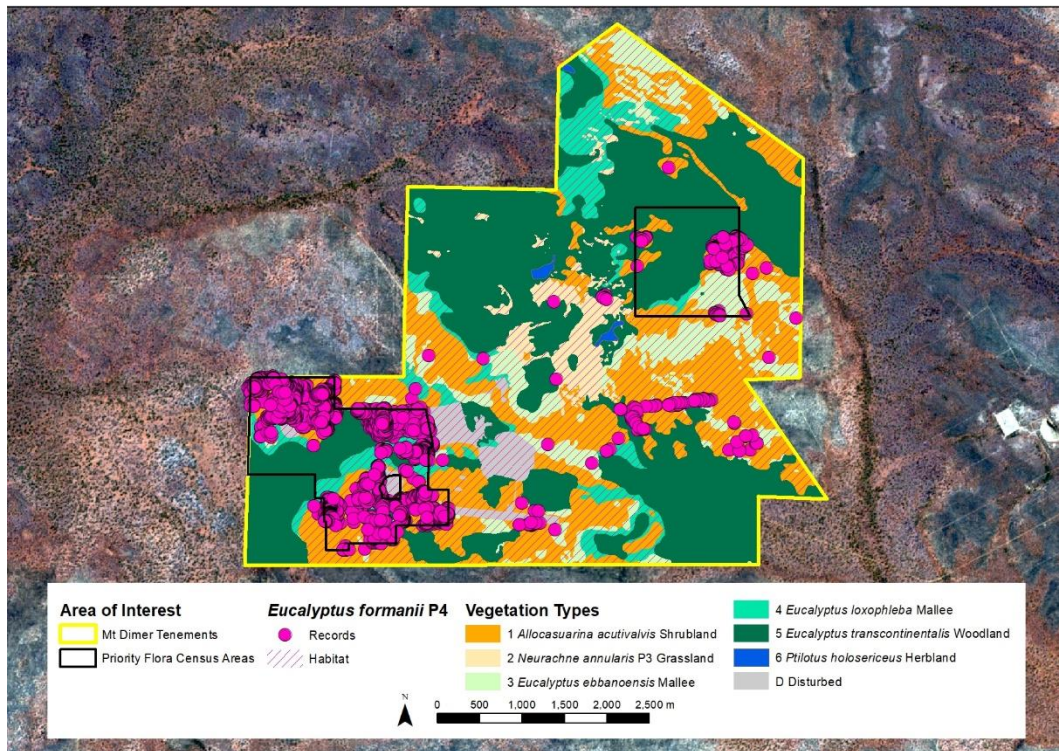 Area of Interest
Mt Dimer Tenements
Priority Flora Census Areas
Eucalyptus formanii P4
Records
Habitat
Vegetation Types
1 Allocasuarina acutivalvis Shrubland
2 Neurachne annularis P3 Grassland
3 Eucalyptus ebbanoensis Mallee
4 Eucalyptus loxophleba Mallee
5 Eucalyptus transcontinentalis Woodland
6 Ptilotus holosericeus Herbland
D Disturbed
N
0 500 1,000 1,500 2,000 2,500 m